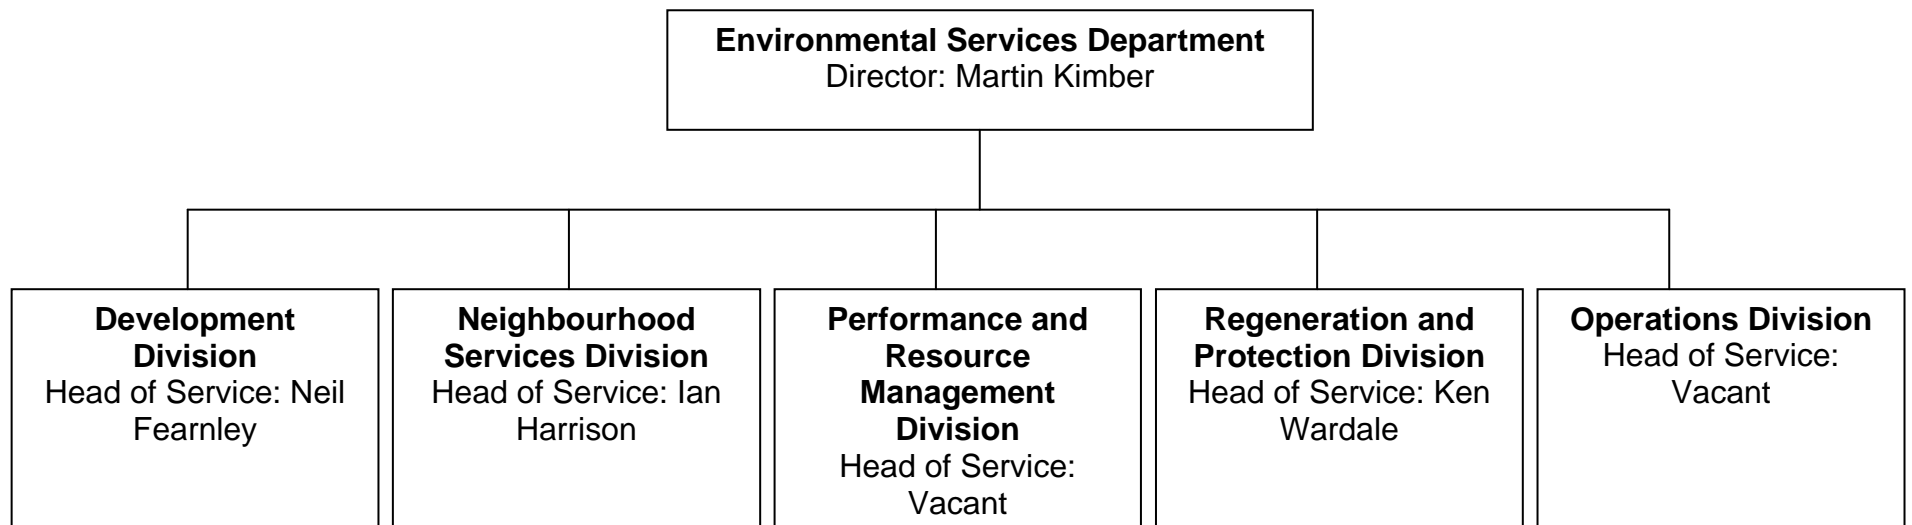 Environmental Services Department
Director: Martin Kimber
Development
Division
Head of Service: Neil
Fearnley
Neighbourhood
Services Division
Head of Service: Ian
Harrison
Performance and
Resource
Management
Division
Head of Service:
Vacant
Regeneration and
Protection Division
Head of Service: Ken
Wardale
Operations Division
Head of Service:
Vacant